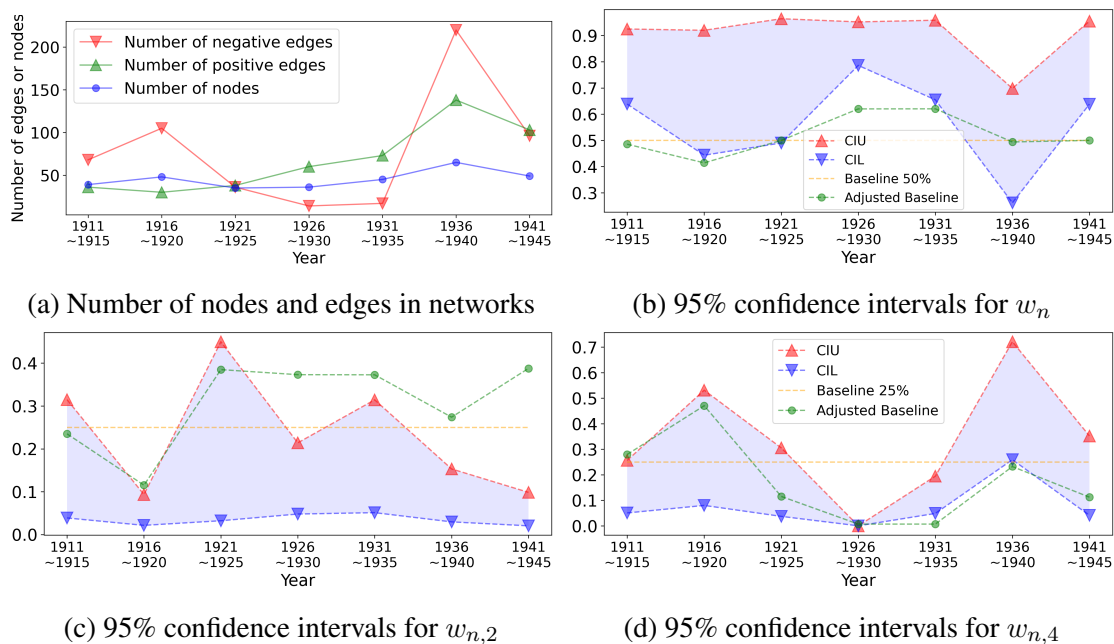 Number of edges or nodes
200
150
100
50
Number of negative edges
Number of positive edges
Number of nodes
1911 ~1915
1916 ~1920
1921 ~1925
1926 ~1930
1931 ~1935
1936 ~1940
1941 ~1945
Year
(a) Number of nodes and edges in networks
0.9
0.8
0.7
0.6
0.5
0.4
0.3
CIU
CIL
Baseline 50%
Adjusted Baseline
1911 ~1915
1916 ~1920
1921 ~1925
1926 ~1930
1931 ~1935
1936 ~1940
1941 ~1945
Year
(b) 95% confidence intervals for wₙ
0.4
0.3
0.2
0.1
0.0
1911 ~1915
1916 ~1920
1921 ~1925
1926 ~1930
1931 ~1935
1936 ~1940
1941 ~1945
Year
(c) 95% confidence intervals for wₙ,₂
0.7
0.6
0.5
0.4
0.3
0.2
0.1
0.0
CIU
CIL
Baseline 25%
Adjusted Baseline
1911 ~1915
1916 ~1920
1921 ~1925
1926 ~1930
1931 ~1935
1936 ~1940
1941 ~1945
Year
(d) 95% confidence intervals for wₙ,₄